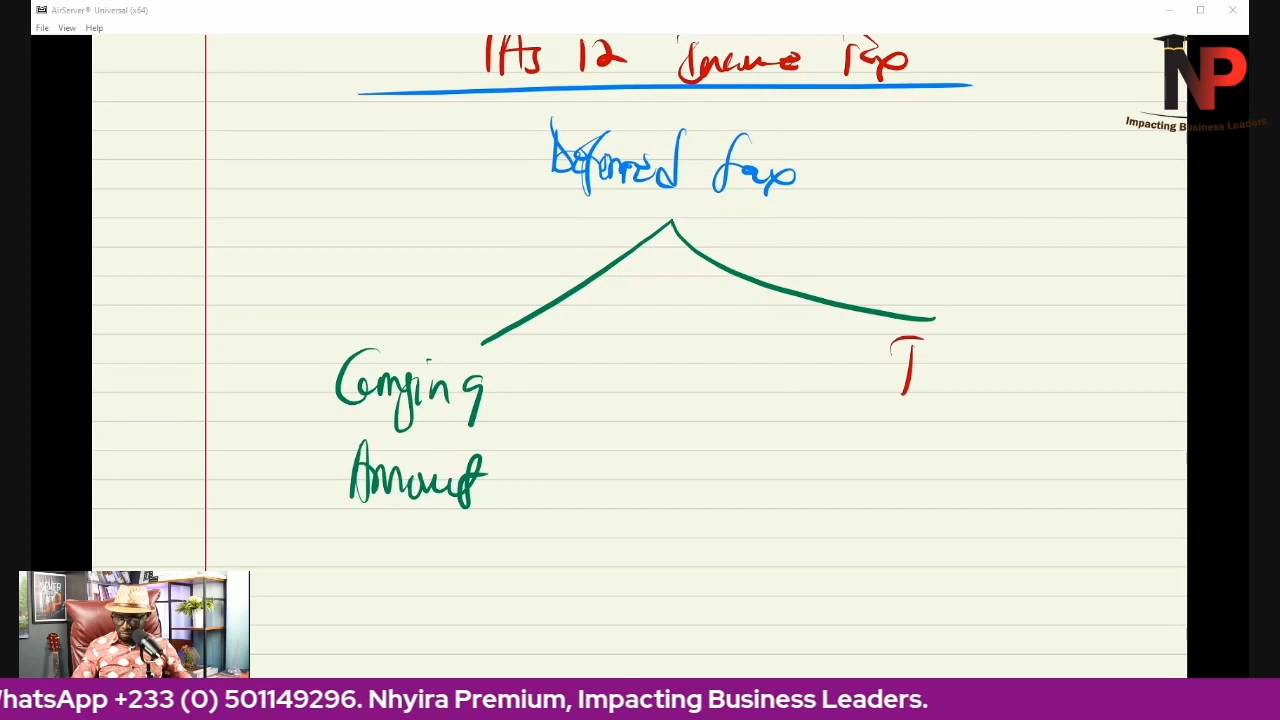 AirServer® Universal (x64)
File View Help
IAS 12 Income Tax
NP
Impacting Business Leaders
Deferred Tax
T
Carrying
Amount
WhatsApp +233 (0) 501149296. Nhyira Premium, Impacting Business Leaders.